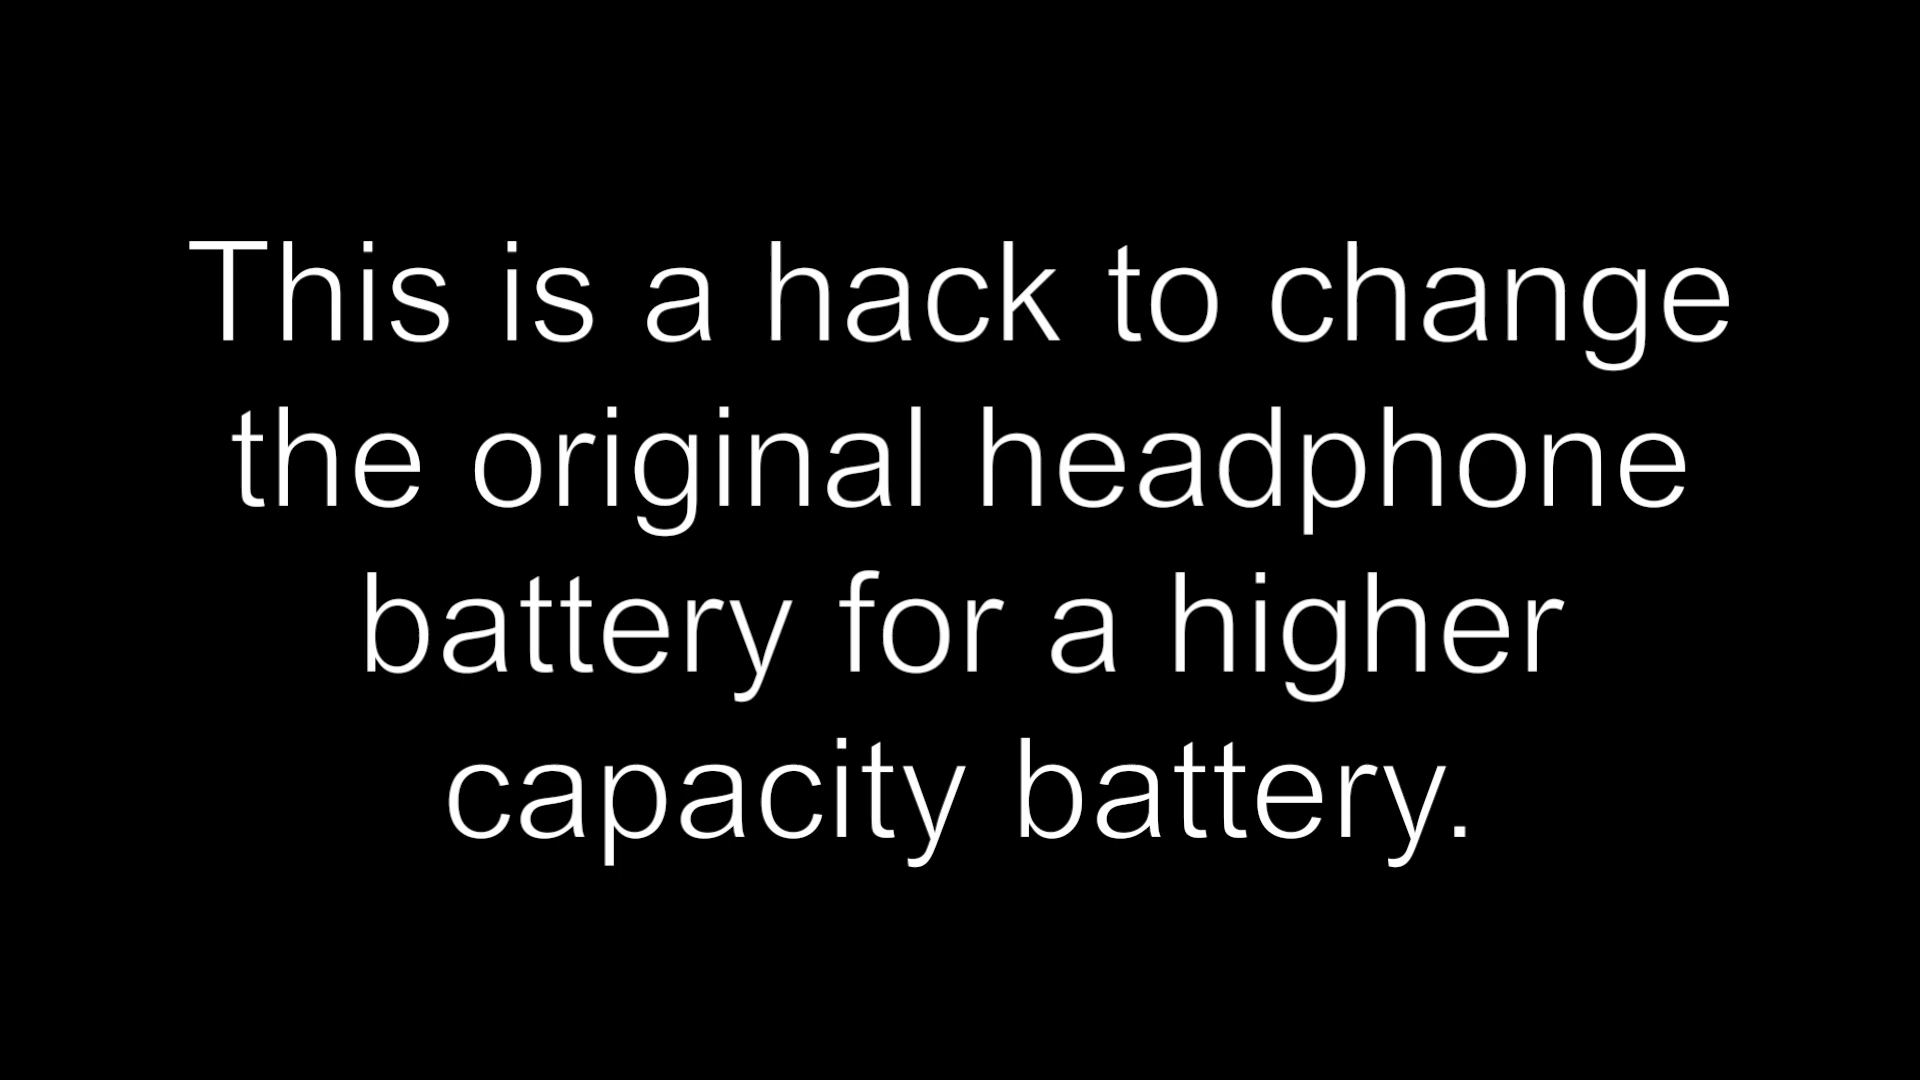 This is a hack to change
the original headphone
battery for a higher
capacity battery.